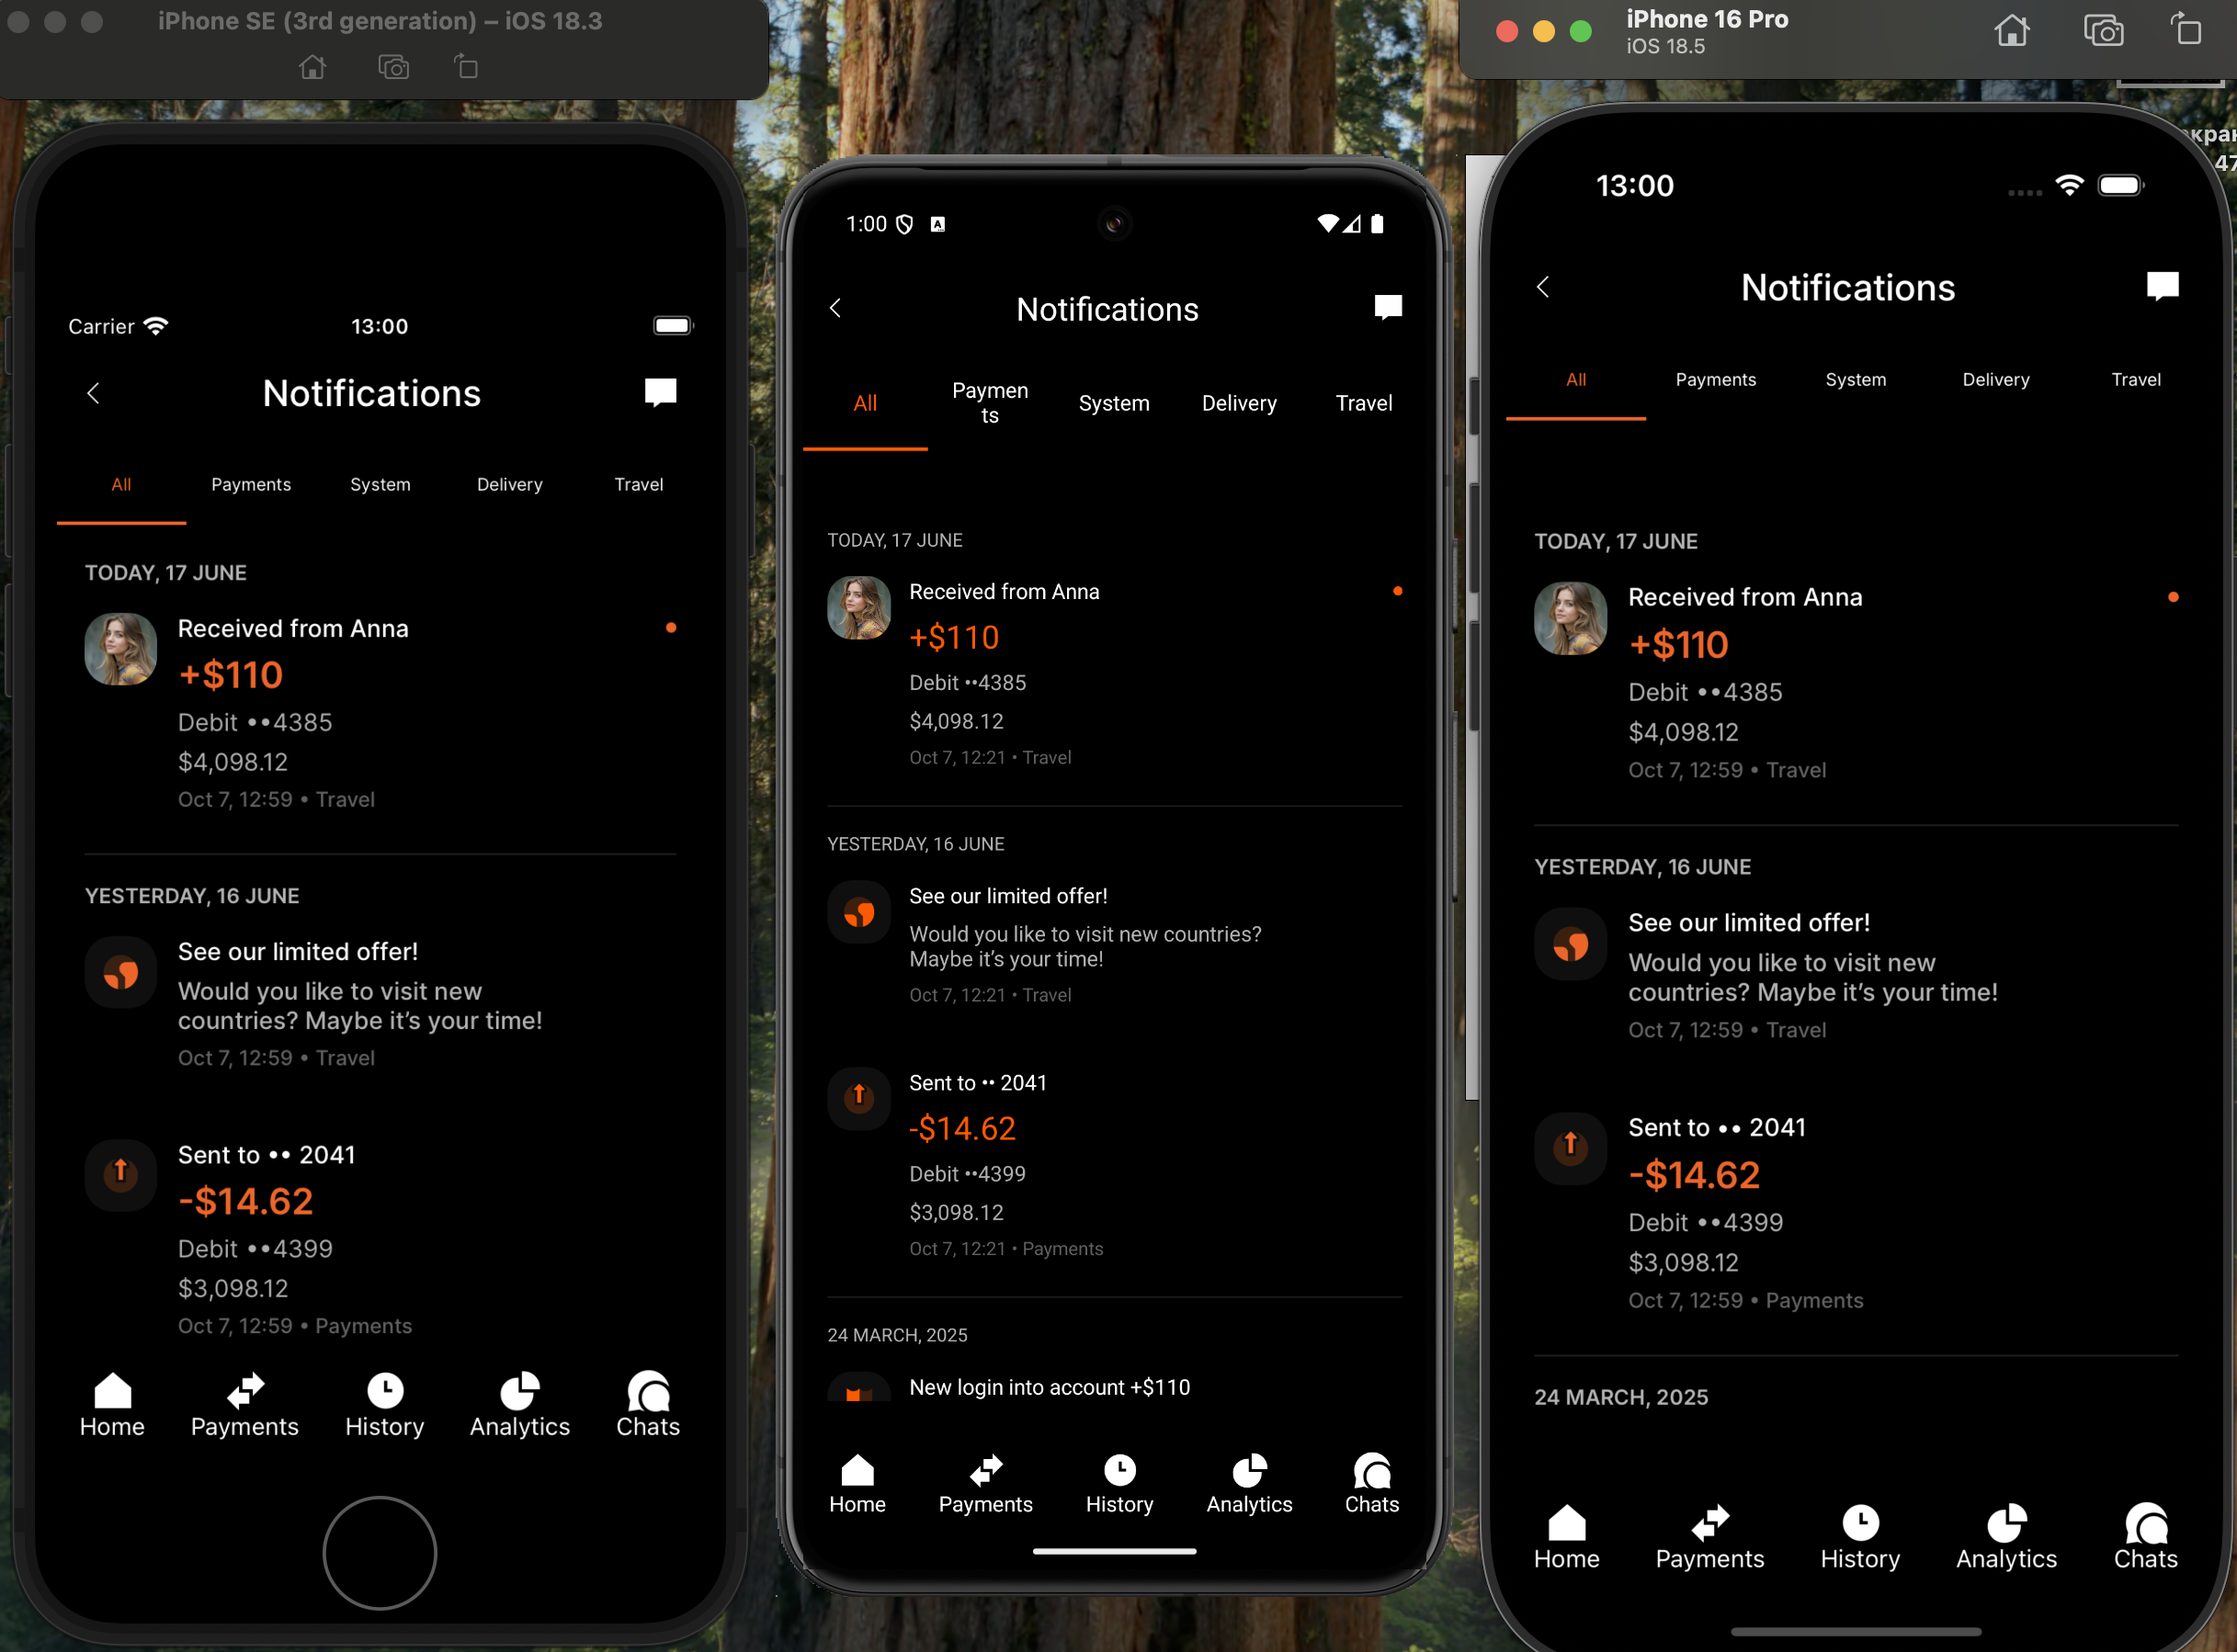 iPhone SE (3rd generation) – iOS 18.3
Carrier
13:00
Notifications
All
Payments
System
Delivery
Travel
TODAY, 17 JUNE
Received from Anna
+$110
Debit ••4385
$4,098.12
Oct 7, 12:59 • Travel
YESTERDAY, 16 JUNE
See our limited offer!
Would you like to visit new
countries? Maybe it’s your time!
Oct 7, 12:59 • Travel
Sent to •• 2041
-$14.62
Debit ••4399
$3,098.12
Oct 7, 12:59 • Payments
Home
Payments
History
Analytics
Chats
1:00
A
Notifications
All
Paymen
ts
System
Delivery
Travel
TODAY, 17 JUNE
Received from Anna
+$110
Debit ••4385
$4,098.12
Oct 7, 12:21 • Travel
YESTERDAY, 16 JUNE
See our limited offer!
Would you like to visit new countries?
Maybe it’s your time!
Oct 7, 12:21 • Travel
Sent to •• 2041
-$14.62
Debit ••4399
$3,098.12
Oct 7, 12:21 • Payments
24 MARCH, 2025
New login into account +$110
Home
Payments
History
Analytics
Chats
iPhone 16 Pro
iOS 18.5
47
13:00
Notifications
All
Payments
System
Delivery
Travel
TODAY, 17 JUNE
Received from Anna
+$110
Debit ••4385
$4,098.12
Oct 7, 12:59 • Travel
YESTERDAY, 16 JUNE
See our limited offer!
Would you like to visit new
countries? Maybe it’s your time!
Oct 7, 12:59 • Travel
Sent to •• 2041
-$14.62
Debit ••4399
$3,098.12
Oct 7, 12:59 • Payments
24 MARCH, 2025
Home
Payments
History
Analytics
Chats